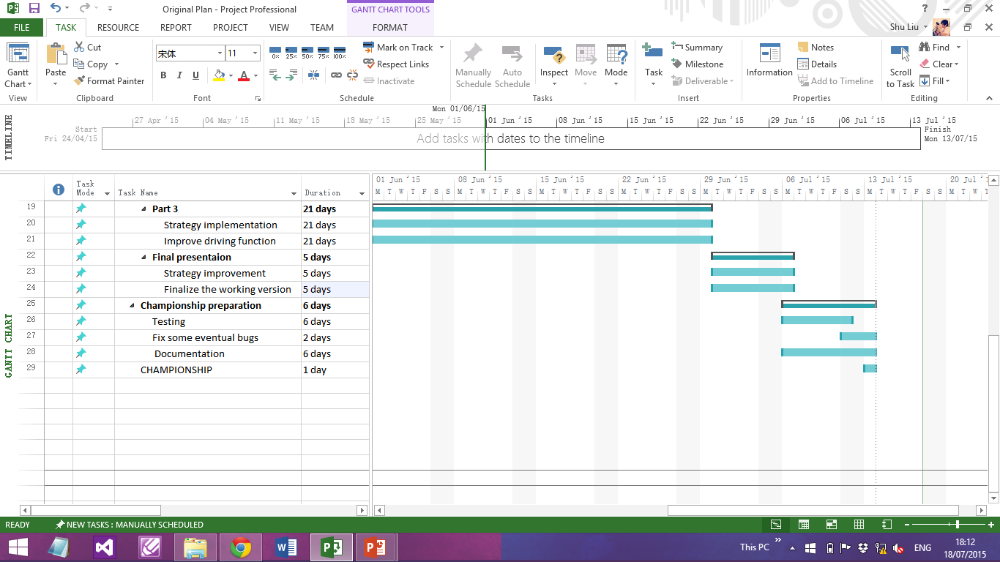 Original Plan - Project Professional
GANTT CHART TOOLS
?
FILE TASK RESOURCE REPORT PROJECT VIEW TEAM FORMAT
Shu Liu
Gantt Chart
View
Paste
Cut
Copy
Format Painter
Clipboard
宋体 11
B I U A
Font
0% 25% 50% 75% 100%
Mark on Track
Respect Links
Inactivate
Schedule
Manually Schedule
Auto Schedule
Inspect
Move
Mode
Tasks
Task
Summary
Milestone
Deliverable
Insert
Information
Notes
Details
Add to Timeline
Properties
Scroll to Task
Find
Clear
Fill
Editing
TIMELINE
Mon 01/06/15
27 Apr '15 04 May '15 11 May '15 18 May '15 25 May '15 01 Jun '15 08 Jun '15 15 Jun '15 22 Jun '15 29 Jun '15 06 Jul '15 13 Jul '15
Start
Fri 24/04/15
Add tasks with dates to the timeline
Finish
Mon 13/07/15
GANTT CHART
Task Mode Task Name Duration
01 Jun '15 08 Jun '15 15 Jun '15 22 Jun '15 29 Jun '15 06 Jul '15 13 Jul '15 20 Jul '1
M T W T F S S M T W T F S S M T W T F S S M T W T F S S M T W T F S S M T W T F S S M T W T F S S M T W T
19 Part 3 21 days
20 Strategy implementation 21 days
21 Improve driving function 21 days
22 Final presentaion 5 days
23 Strategy improvement 5 days
24 Finalize the working version 5 days
25 Championship preparation 6 days
26 Testing 6 days
27 Fix some eventual bugs 2 days
28 Documentation 6 days
29 CHAMPIONSHIP 1 day
READY NEW TASKS : MANUALLY SCHEDULED
This PC
ENG
18:12
18/07/2015